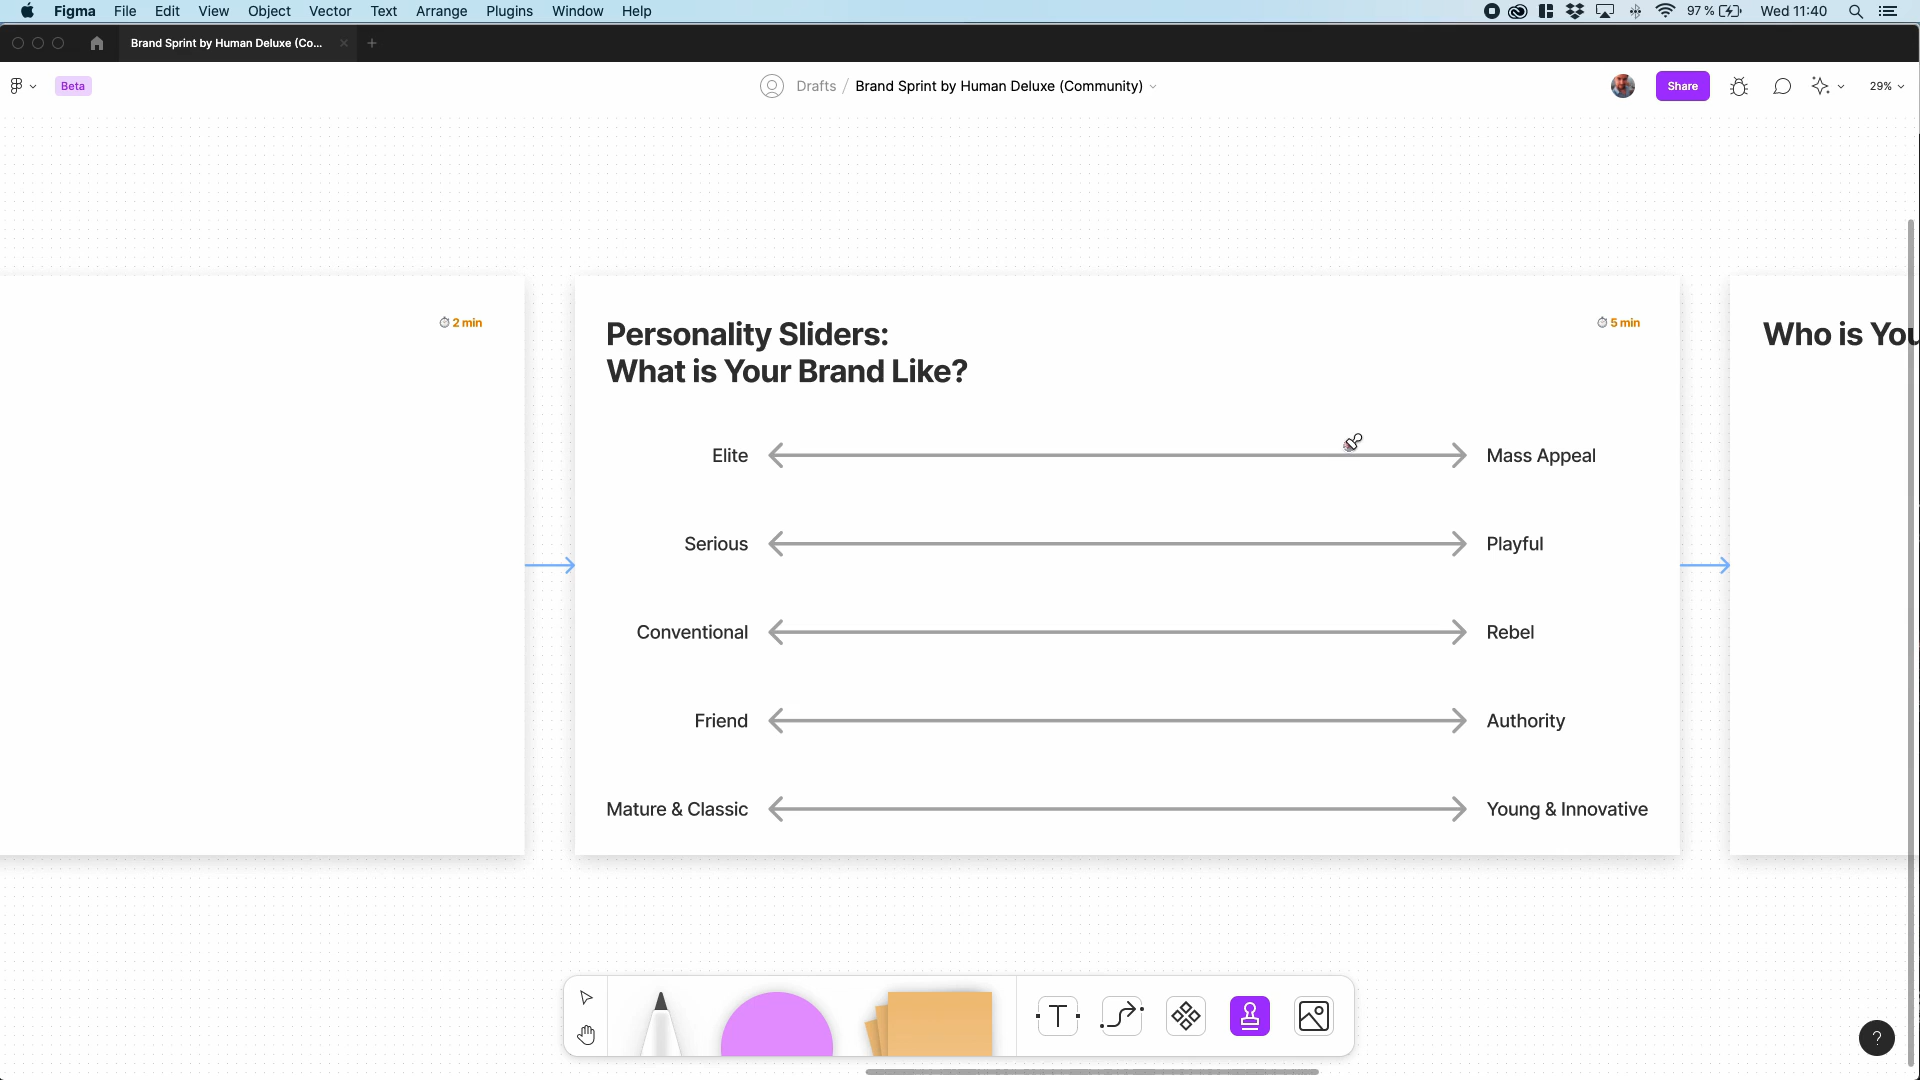 Figma File Edit View Object Vector Text Arrange Plugins Window Help 97 % Wed 11:40
Brand Sprint by Human Deluxe (Co...
Beta Drafts / Brand Sprint by Human Deluxe (Community) Share 29%
2 min
Personality Sliders:
What is Your Brand Like?
5 min
Who is You
Elite Mass Appeal
Serious Playful
Conventional Rebel
Friend Authority
Mature & Classic Young & Innovative
T
?